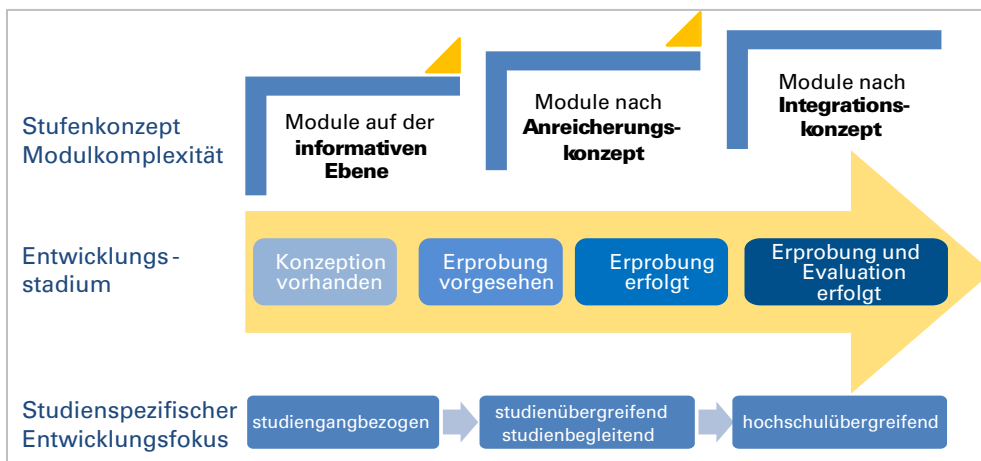 Stufenkonzept
Modulkomplexität
Module auf der
informativen
Ebene
Module nach
Anreicherungs-
konzept
Module nach
Integrations-
konzept
Entwicklungs-
stadium
Konzeption
vorhanden
Erprobung
vorgesehen
Erprobung
erfolgt
Erprobung und
Evaluation
erfolgt
Studienspezifischer
Entwicklungsfokus
studiengangbezogen
studienübergreifend
studienbegleitend
hochschulübergreifend